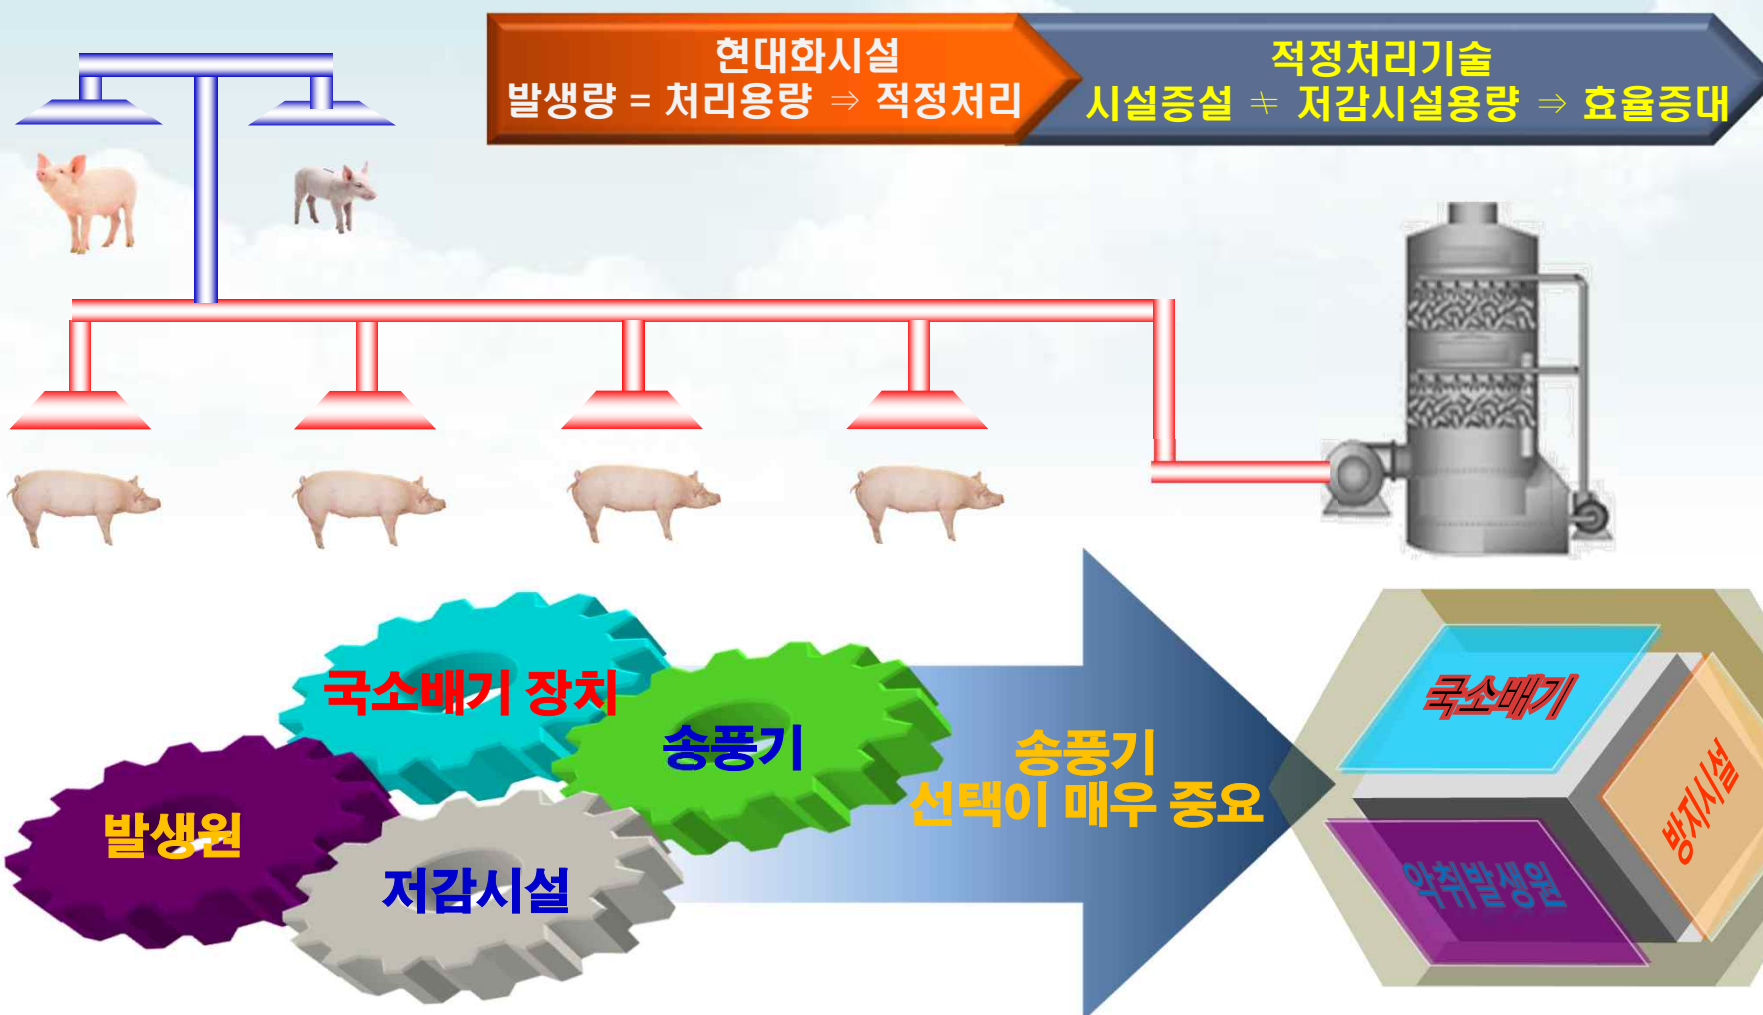 현대화시설
발생량 = 처리용량 ⇒ 적정처리
적정처리기술
시설증설 ≠ 저감시설용량 ⇒ 효율증대
국소배기 장치
송풍기
발생원
저감시설
송풍기
선택이 매우 중요
국소배기
방지시설
악취발생원